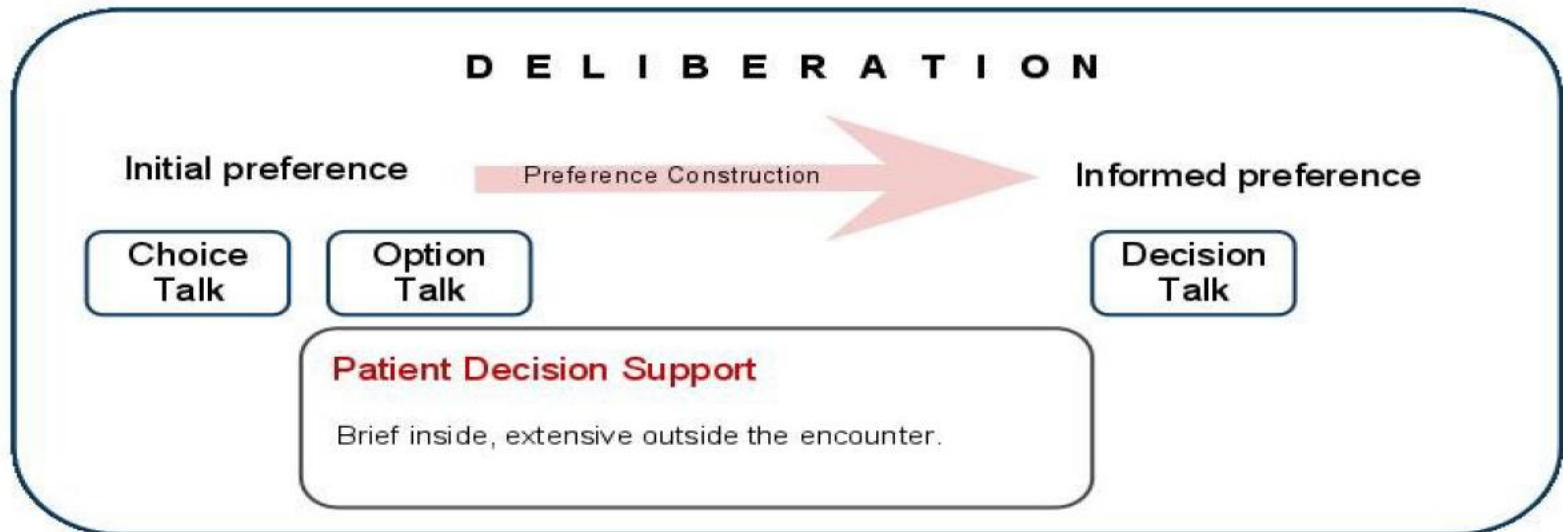 DELIBERATION
Initial preference
Preference Construction
Informed preference
Choice
Talk
Option
Talk
Decision
Talk
Patient Decision Support
Brief inside, extensive outside the encounter.